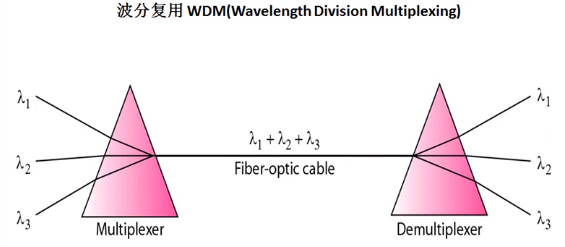 波分复用 WDM(Wavelength Division Multiplexing)
λ1
λ2
λ3
Multiplexer
λ1 + λ2 + λ3
Fiber-optic cable
λ1
λ2
λ3
Demultiplexer